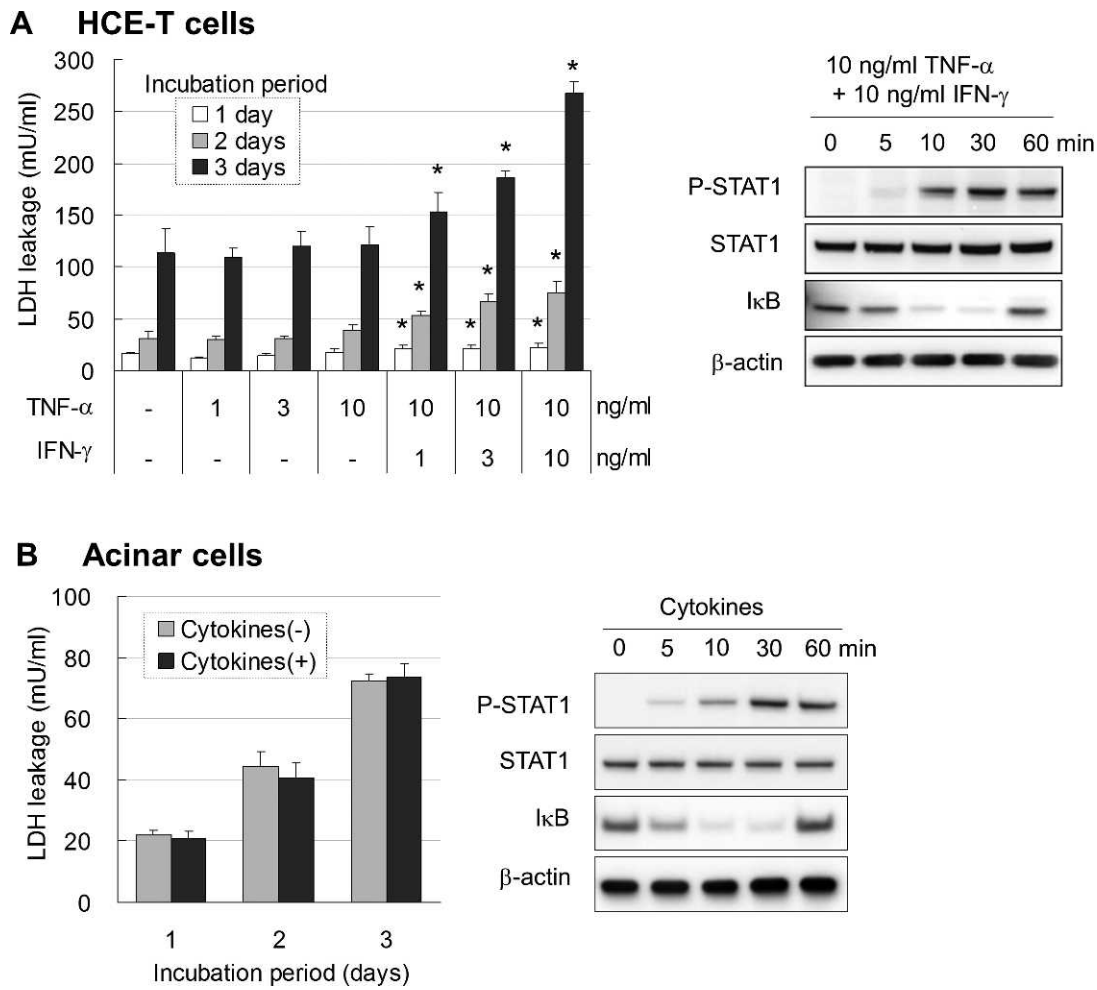 A HCE-T cells
LDH leakage (mU/ml)
300
250
200
150
100
50
0
Incubation period
1 day
2 days
3 days
* * *
* * *
* * *
TNF-α - 1 3 10 10 10 10 ng/ml
IFN-γ - - - - 1 3 10 ng/ml
10 ng/ml TNF-α
+ 10 ng/ml IFN-γ
0 5 10 30 60 min
P-STAT1
STAT1
IκB
β-actin
B Acinar cells
LDH leakage (mU/ml)
100
80
60
40
20
0
Cytokines(-)
Cytokines(+)
1 2 3
Incubation period (days)
Cytokines
0 5 10 30 60 min
P-STAT1
STAT1
IκB
β-actin